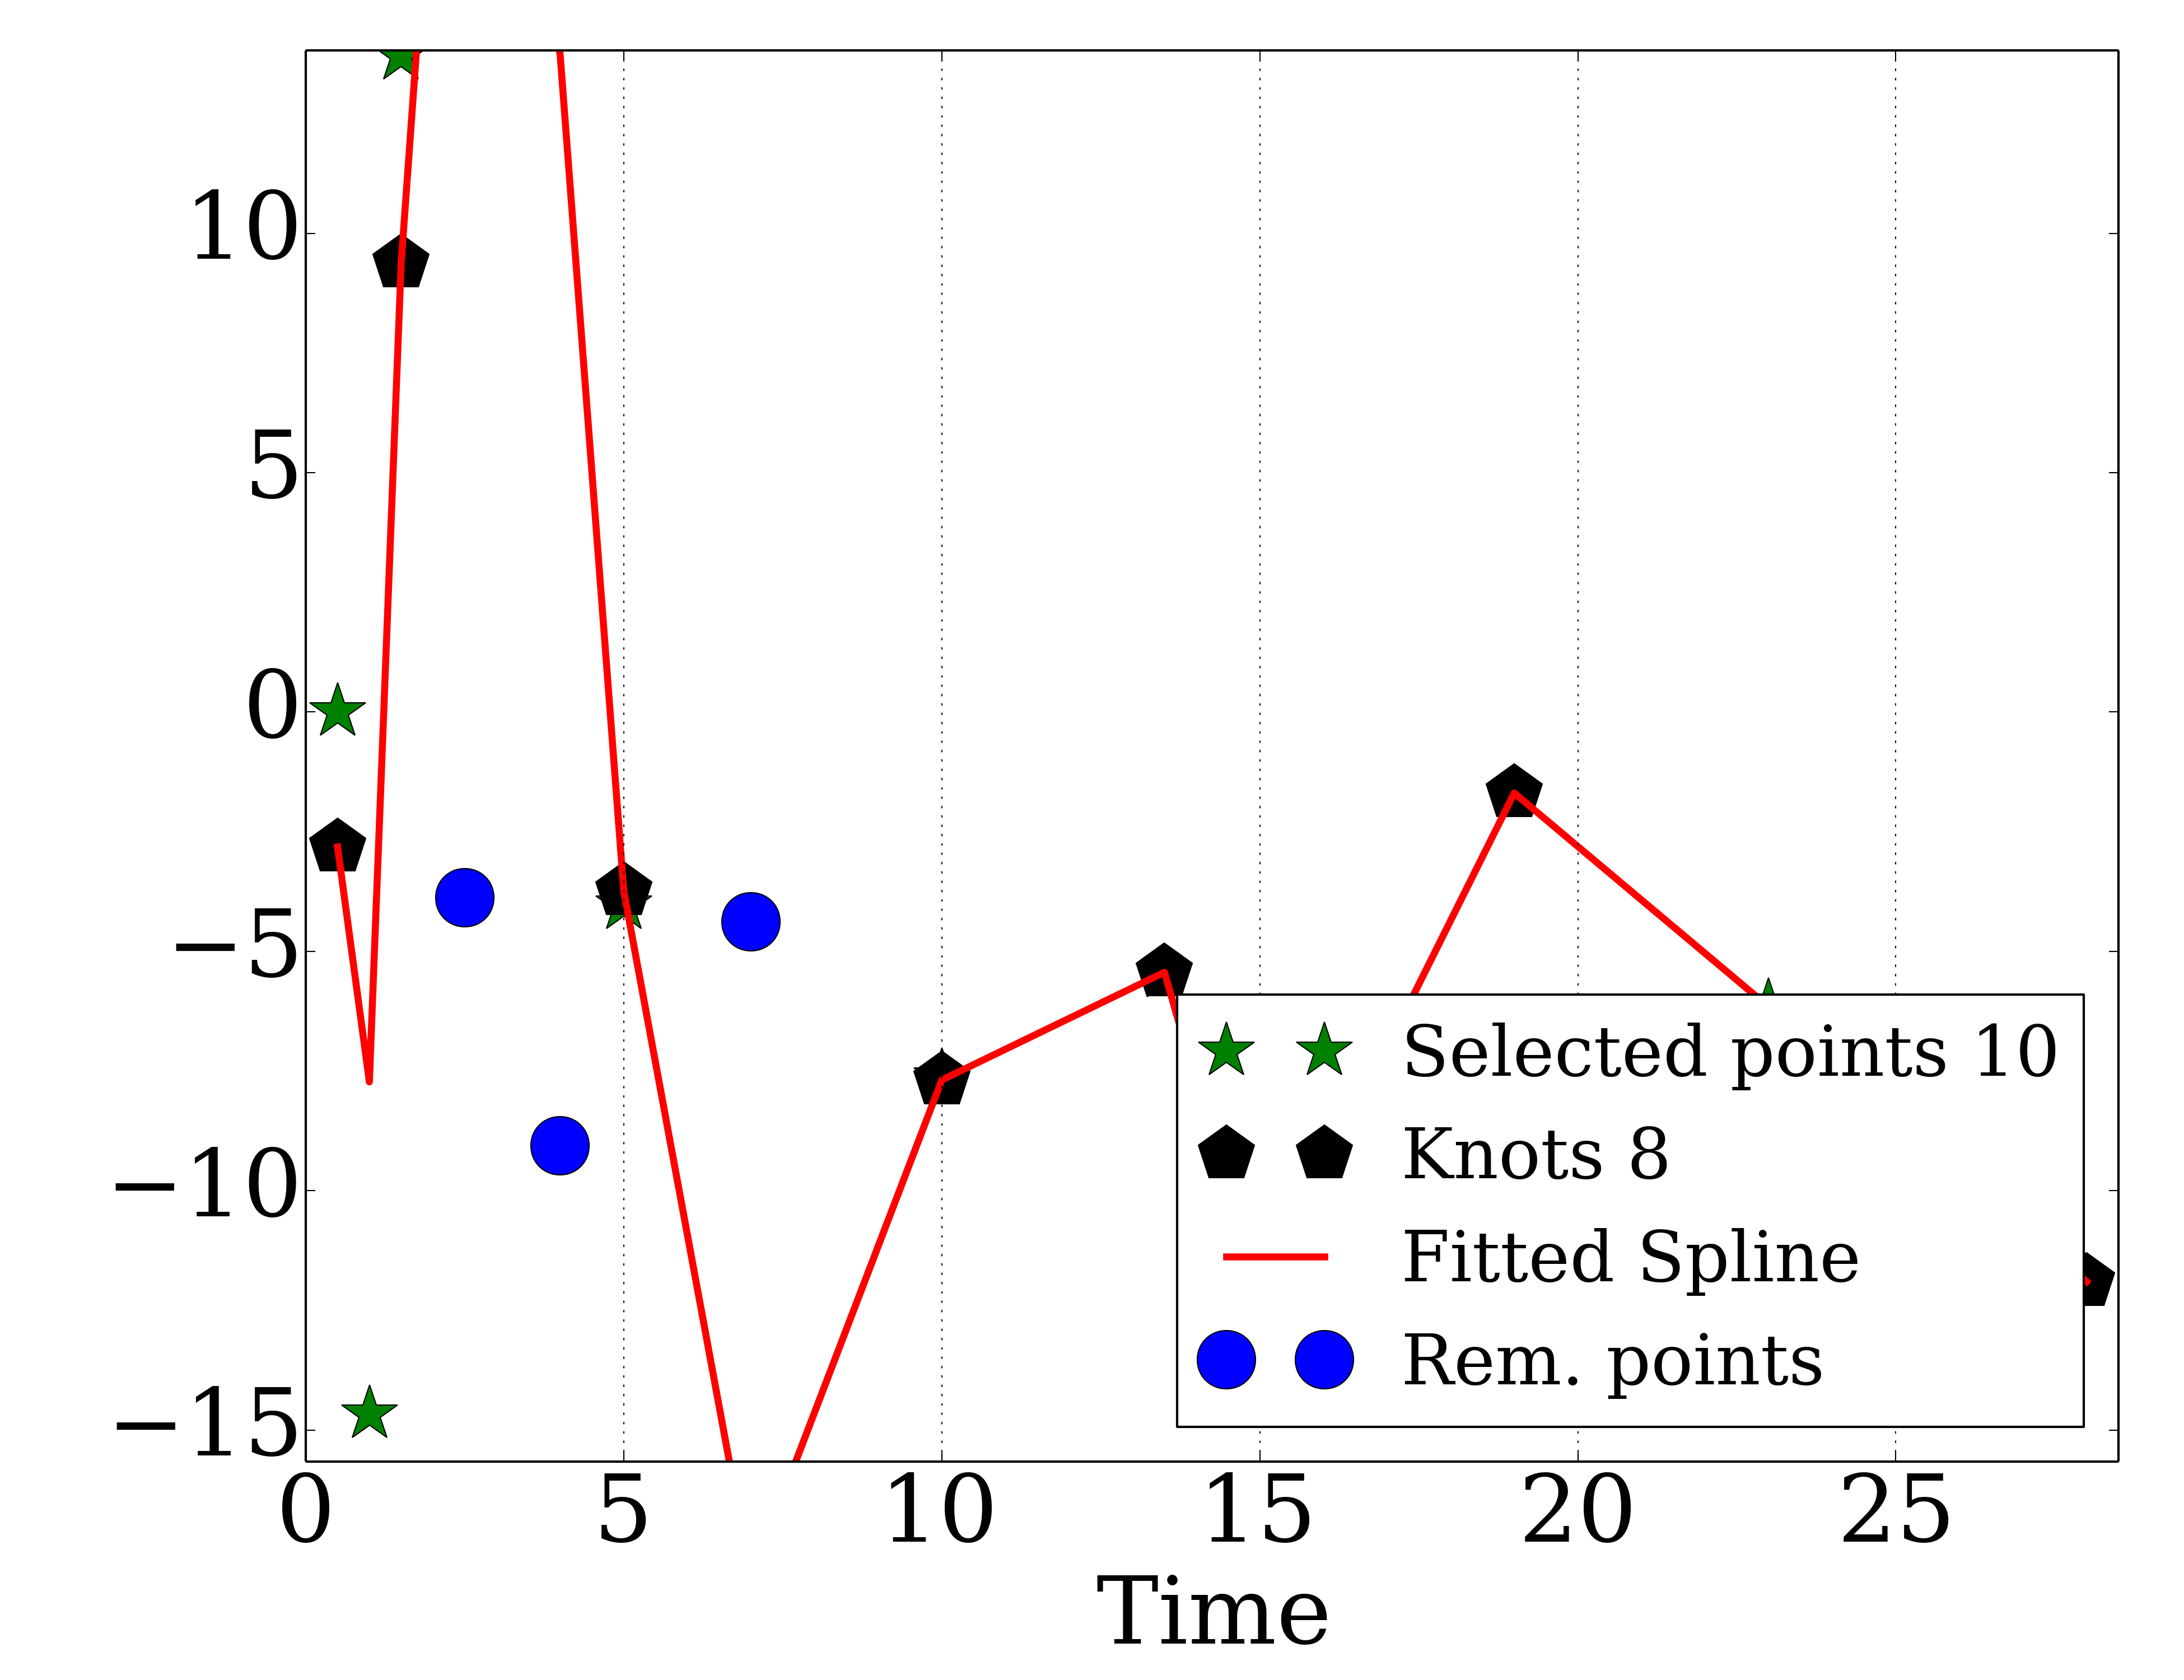 10
5
0
−5
−10
−15
0 5 10 15 20 25
Time
Selected points 10
Knots 8
Fitted Spline
Rem. points